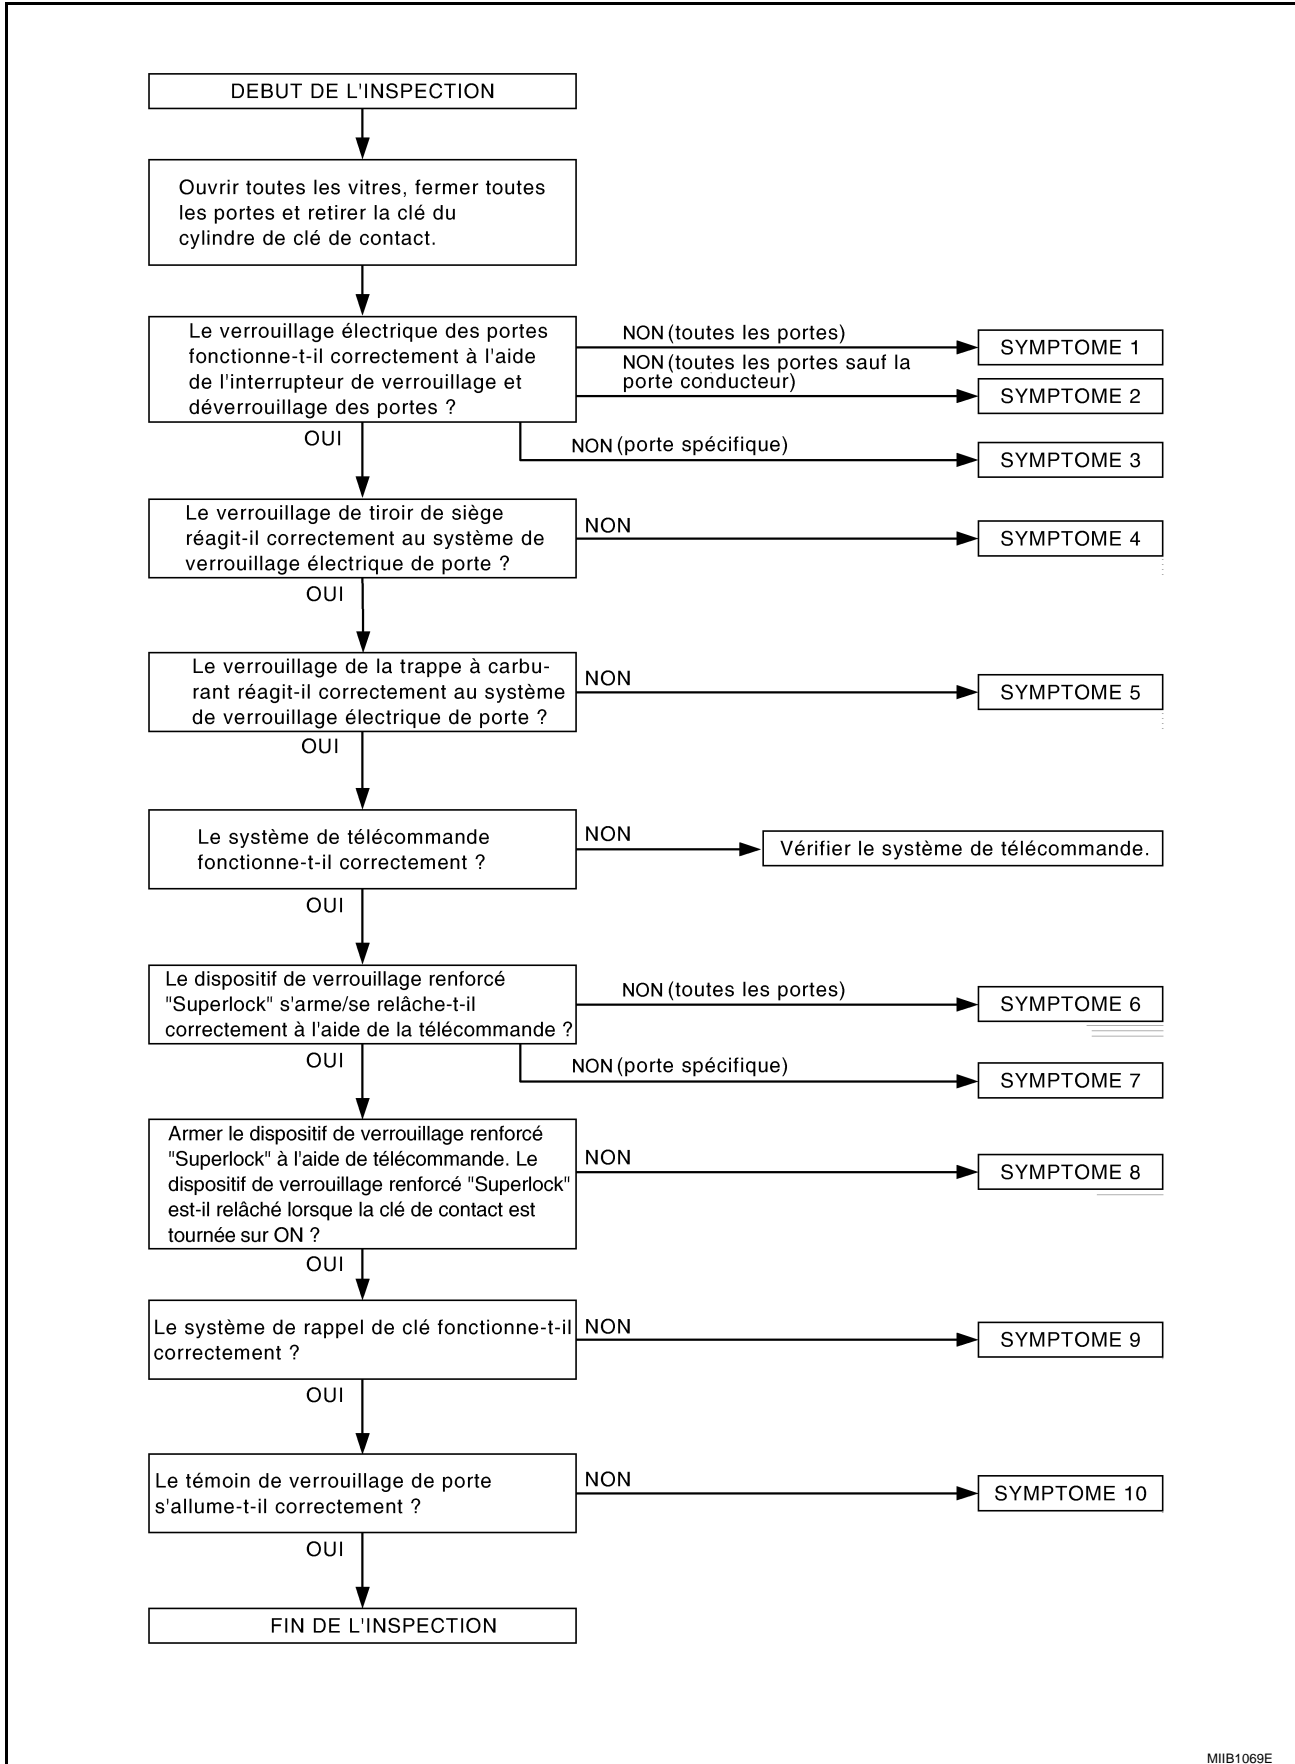 DEBUT DE L'INSPECTION
Ouvrir toutes les vitres, fermer toutes
les portes et retirer la clé du
cylindre de clé de contact.
Le verrouillage électrique des portes
fonctionne-t-il correctement à l'aide
de l'interrupteur de verrouillage et
déverrouillage des portes ?
NON (toutes les portes)
SYMPTOME 1
NON (toutes les portes sauf la
porte conducteur)
SYMPTOME 2
OUI
NON (porte spécifique)
SYMPTOME 3
Le verrouillage de tiroir de siège
réagit-il correctement au système de
verrouillage électrique de porte ?
NON
SYMPTOME 4
OUI
Le verrouillage de la trappe à carbu-
rant réagit-il correctement au système
de verrouillage électrique de porte ?
NON
SYMPTOME 5
OUI
Le système de télécommande
fonctionne-t-il correctement ?
NON
Vérifier le système de télécommande.
OUI
Le dispositif de verrouillage renforcé
"Superlock" s'arme/se relâche-t-il
correctement à l'aide de la télécommande ?
NON (toutes les portes)
SYMPTOME 6
OUI
NON (porte spécifique)
SYMPTOME 7
Armer le dispositif de verrouillage renforcé
"Superlock" à l'aide de télécommande. Le
dispositif de verrouillage renforcé "Superlock"
est-il relâché lorsque la clé de contact est
tournée sur ON ?
NON
SYMPTOME 8
OUI
Le système de rappel de clé fonctionne-t-il
correctement ?
NON
SYMPTOME 9
OUI
Le témoin de verrouillage de porte
s'allume-t-il correctement ?
NON
SYMPTOME 10
OUI
FIN DE L'INSPECTION
MIIB1069E